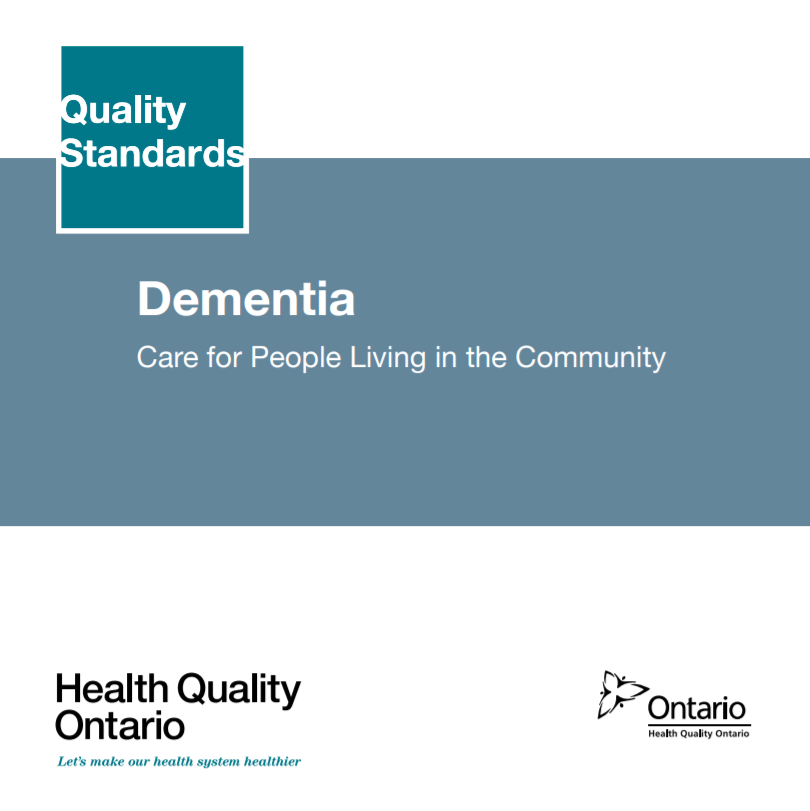 Quality
Standards
Dementia
Care for People Living in the Community
Health Quality
Ontario
Let's make our health system healthier
Ontario
Health Quality Ontario